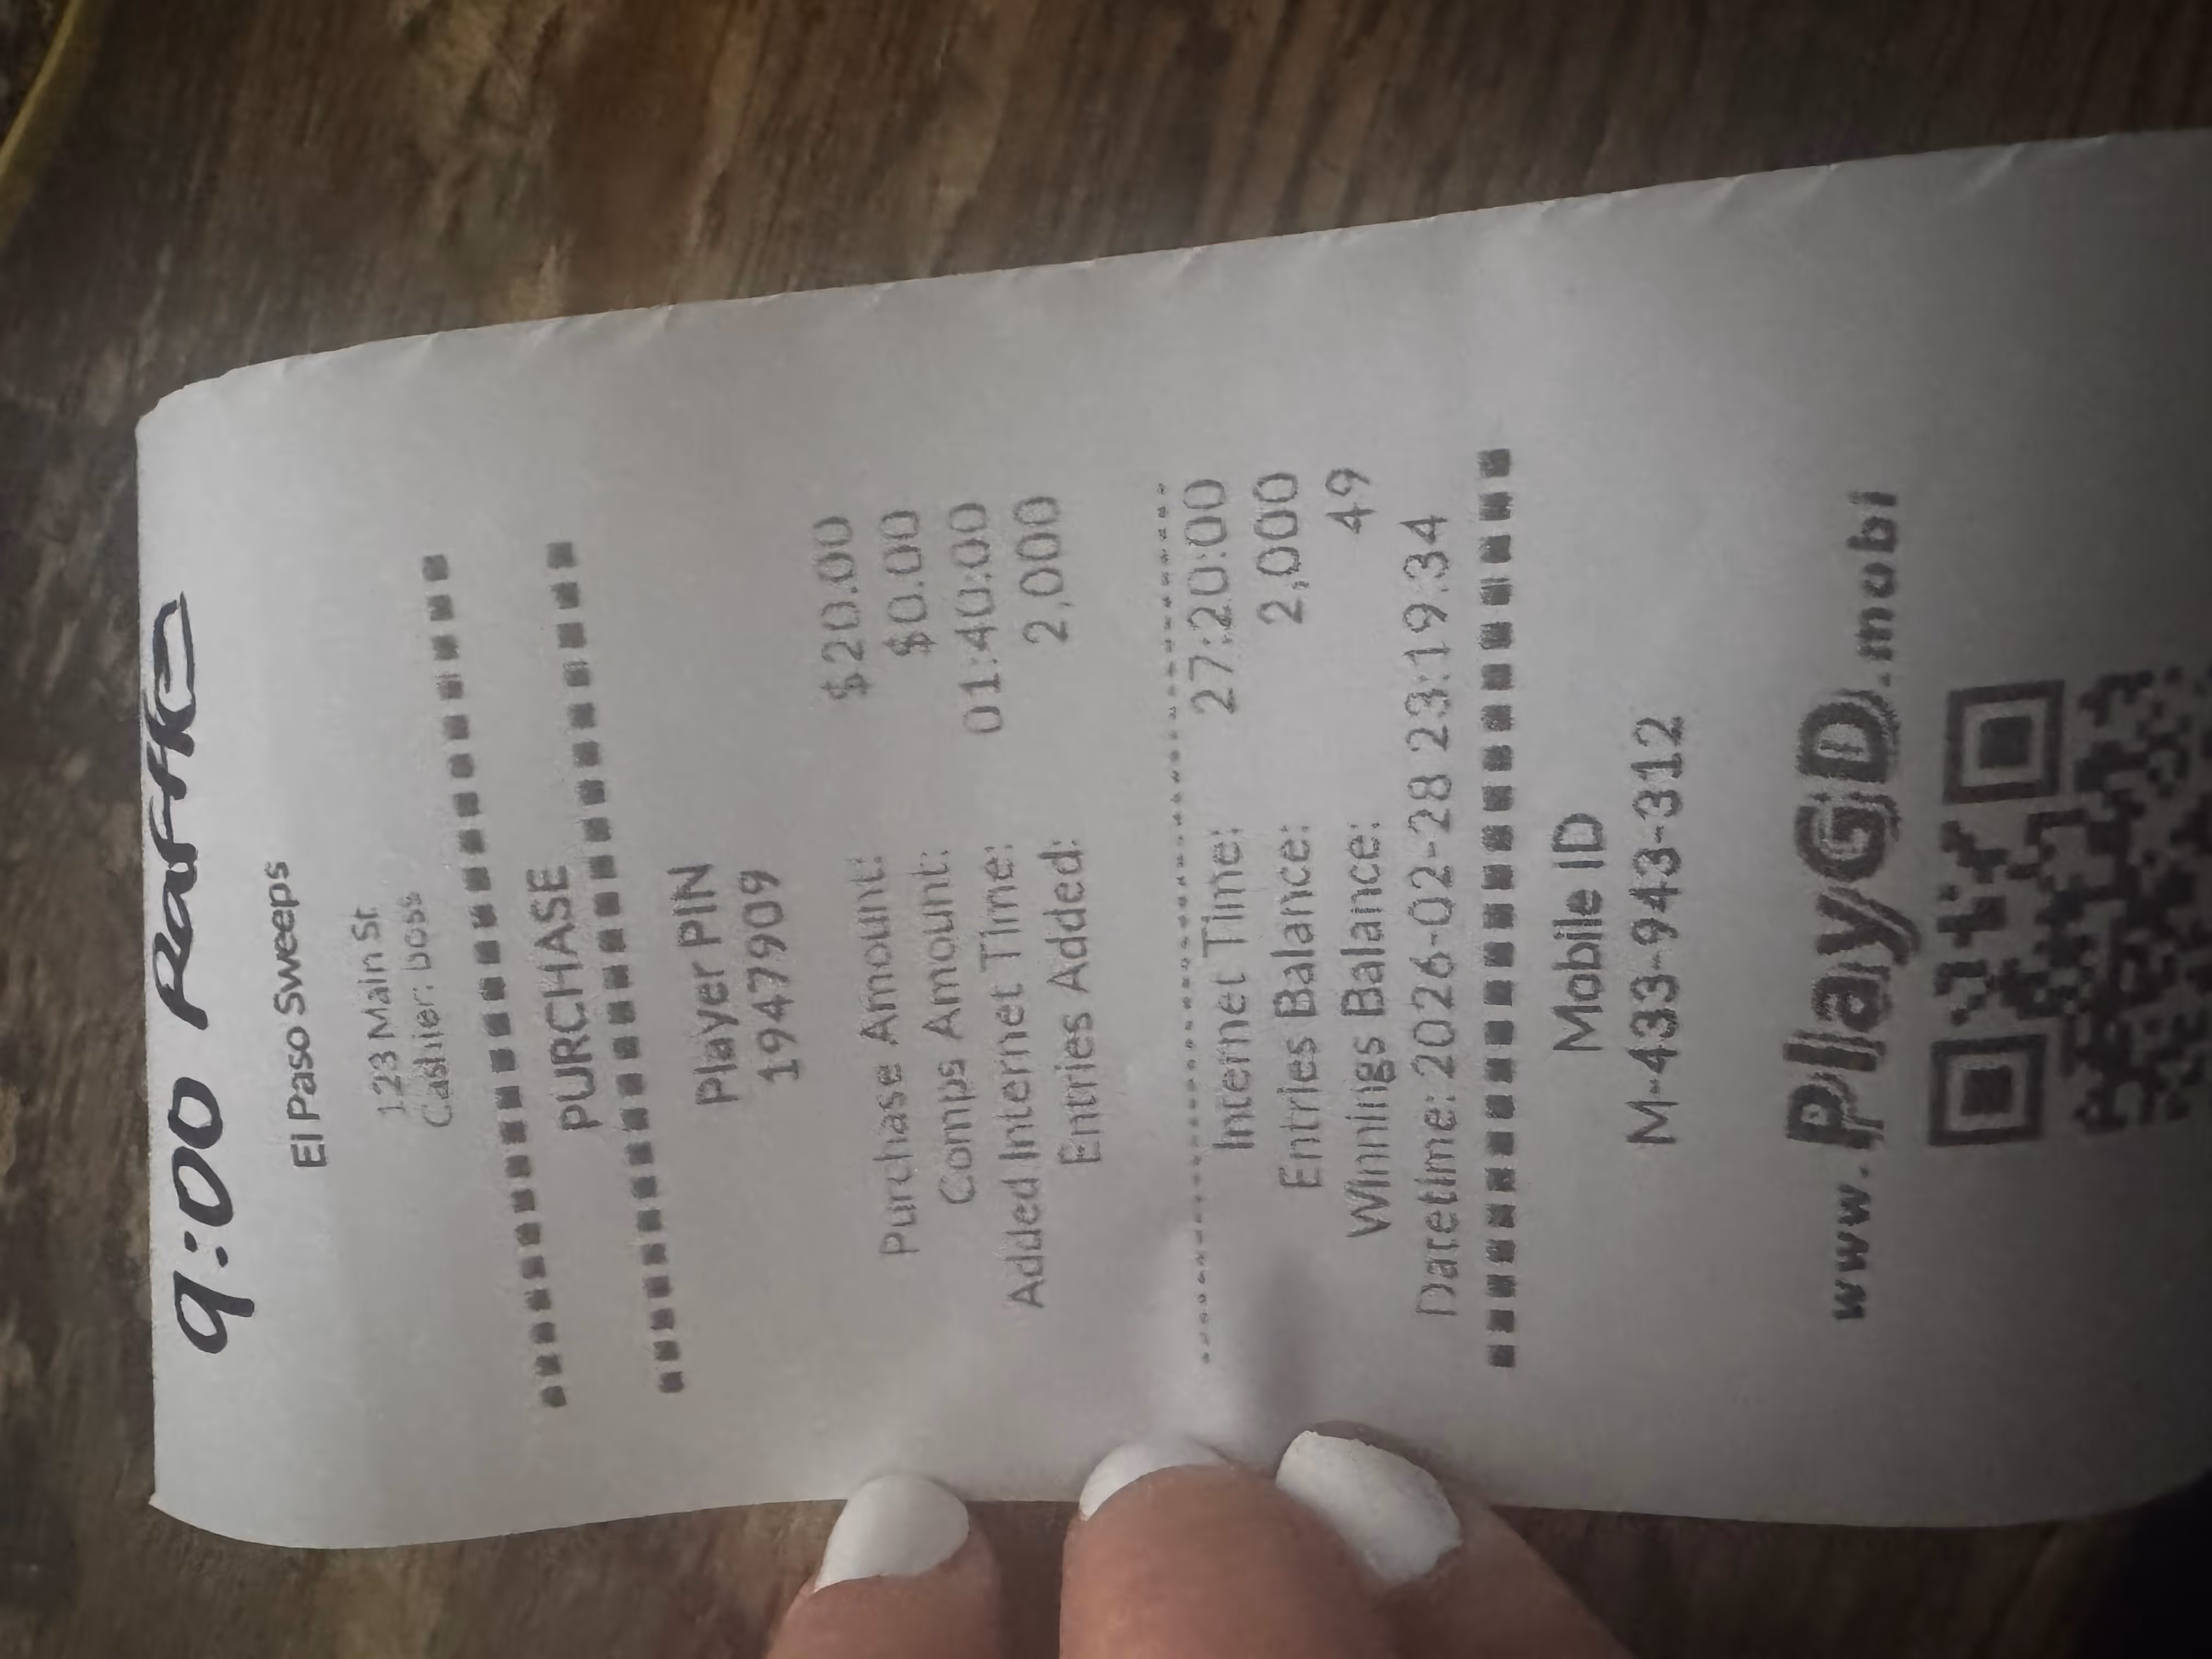 9:00 Raffle
El Paso Sweeps
123 Main St
Cashier: boss
PURCHASE
Player PIN
1947909
Purchase Amount: $20.00
Comps Amount: $0.00
Added Internet Time: 01:40:00
Entries Added: 2,000
Internet Time: 27:20:00
Entries Balance: 2,000
Winnings Balance: 49
Datetime: 2026-02-28 23:19:34
Mobile ID
M-433-943-312
www.PlayGD.mobi